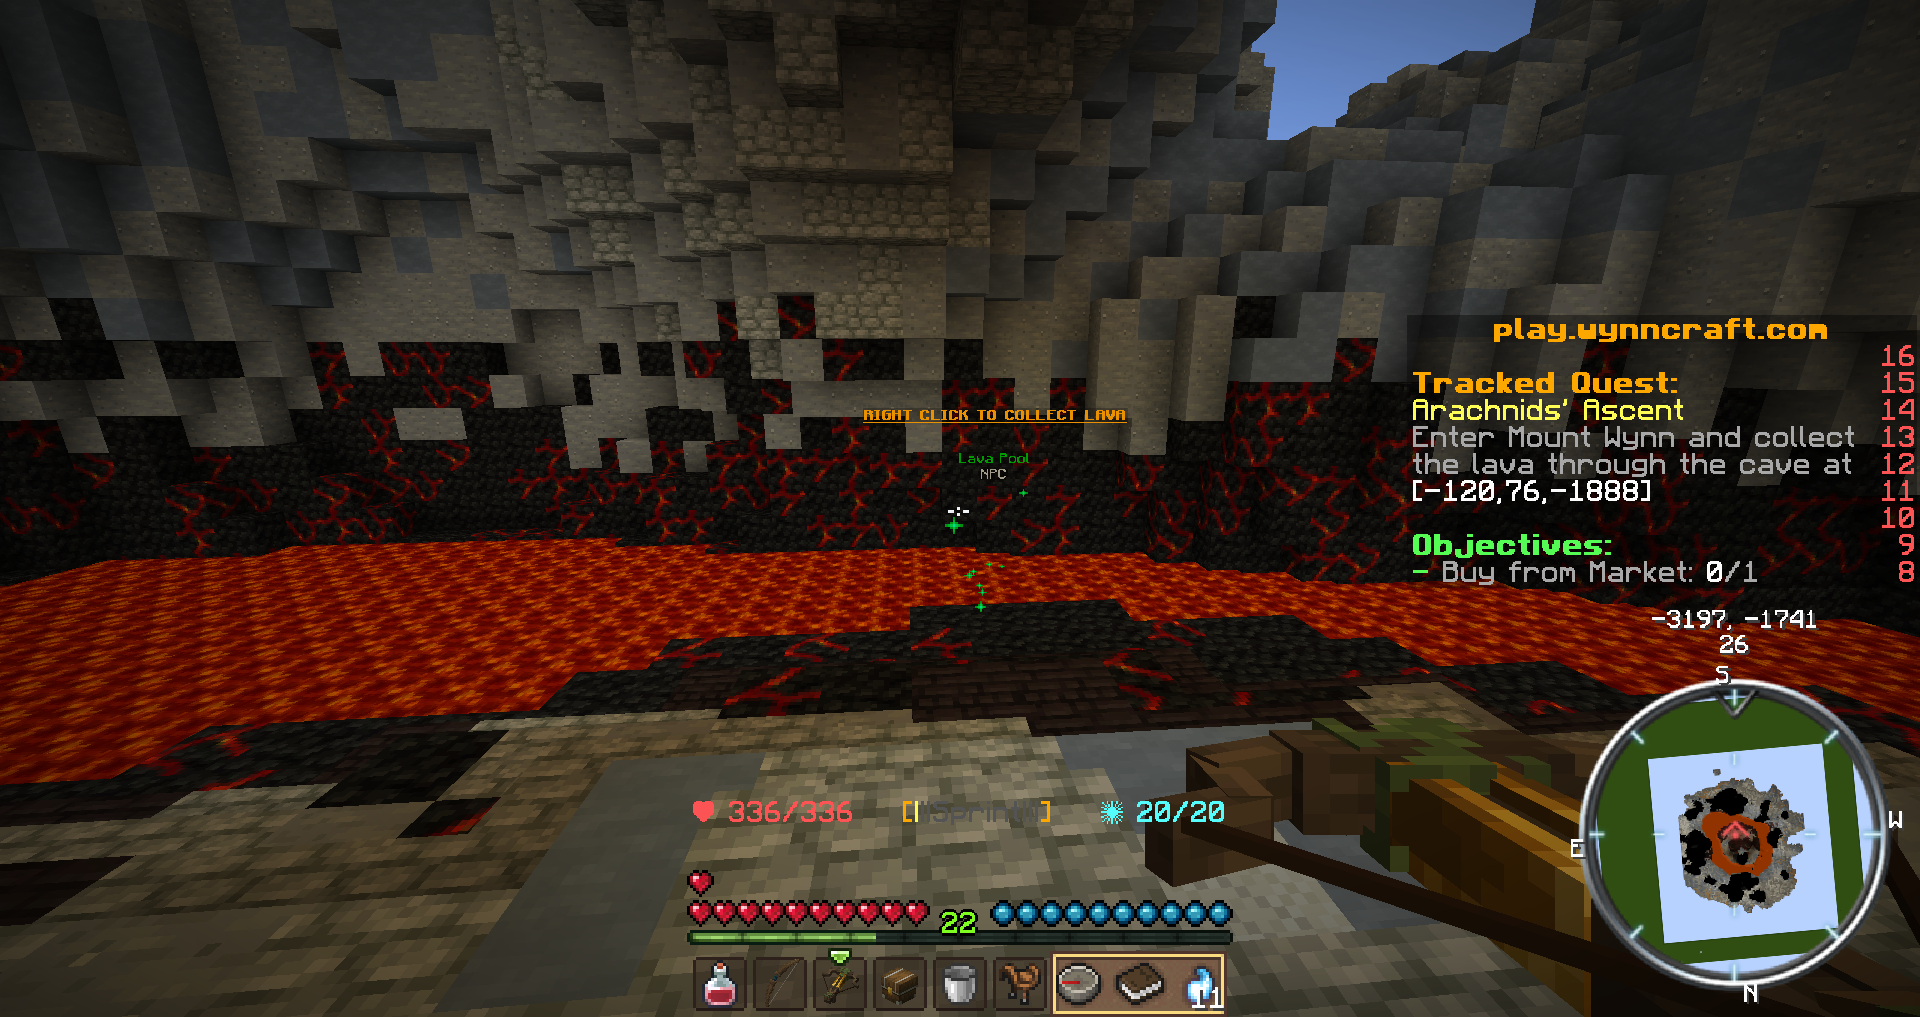 RIGHT CLICK TO COLLECT LAVA
Lava Pool
NPC
play.wynncraft.com
16
Tracked Quest: 15
Arachnids' Ascent 14
Enter Mount Wynn and collect 13
the lava through the cave at 12
[-120,76,-1888] 11
10
Objectives: 9
- Buy from Market: 0/1 8
-3197, -1741
26
S
W
E
N
336/336 [|Sprint] 20/20
22
11